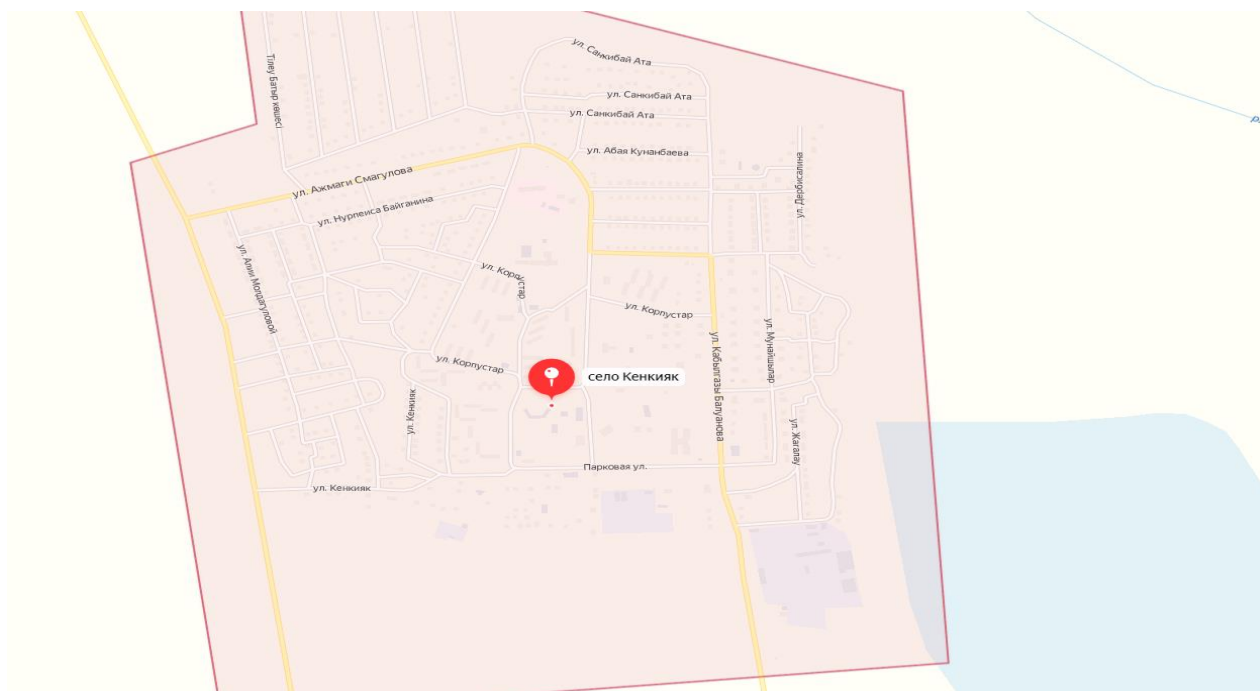 ул. Санкибай Ата
Тілеу Батыр көшесі
ул. Санкибай Ата
ул. Санкибай Ата
ул. Абая Кунанбаева
ул. Ажмаги Смагулова
ул. Дербисалина
ул. Нурпеиса Байганина
ул. Алии Молдагуловой
ул. Корпустар
ул. Корпустар
ул. Мунайшылар
ул. Кабылгазы Балуанова
ул. Корпустар
село Кенкияк
ул. Кенкияк
ул. Жагалау
Парковая ул.
ул. Кенкияк